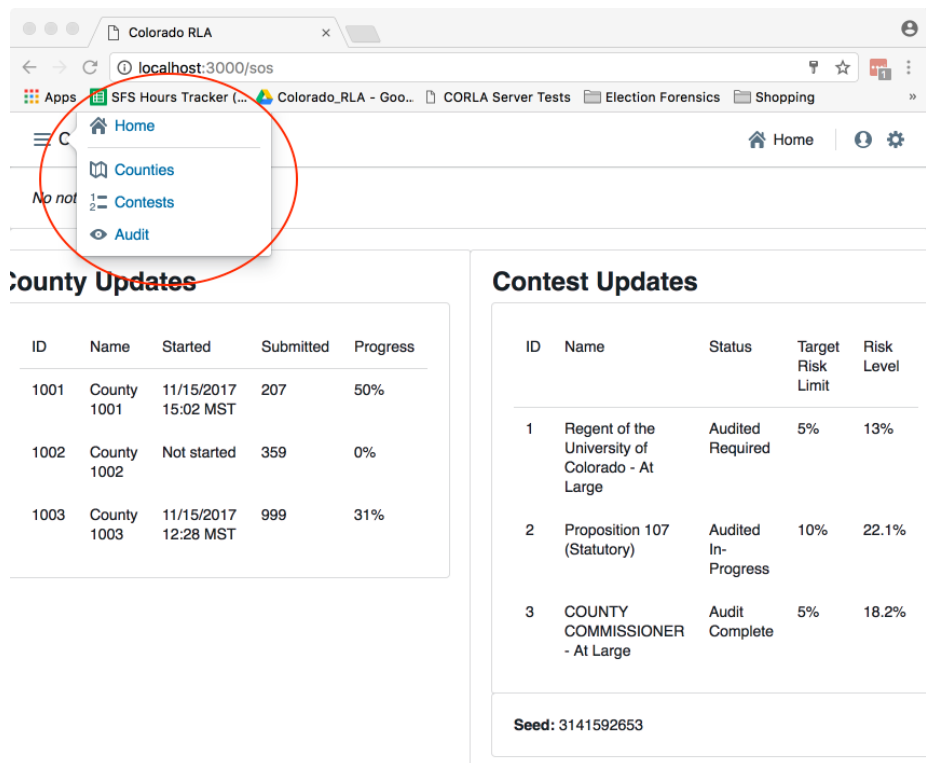 Colorado RLA ×
localhost:3000/sos
Apps SFS Hours Tracker (... Colorado_RLA - Goo... CORLA Server Tests Election Forensics Shopping »
1
Home
C
Home
Counties
No not
1 2 Contests
Audit
County Updates
ID Name Started Submitted Progress
1001 County 11/15/2017 207 50%
1001 15:02 MST
1002 County Not started 359 0%
1002
1003 County 11/15/2017 999 31%
1003 12:28 MST
Contest Updates
ID Name Status Target Risk
Risk Level
Limit
1 Regent of the Audited 5% 13%
University of Required
Colorado - At
Large
2 Proposition 107 Audited 10% 22.1%
(Statutory) In-
Progress
3 COUNTY Audit 5% 18.2%
COMMISSIONER Complete
- At Large
Seed: 3141592653